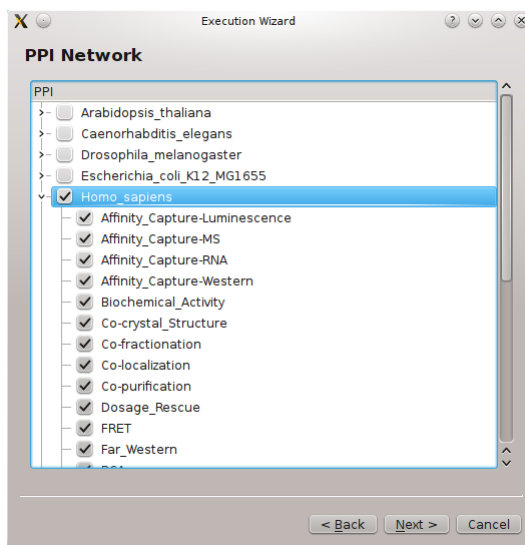 Execution Wizard
PPI Network
PPI
Arabidopsis_thaliana
Caenorhabditis_elegans
Drosophila_melanogaster
Escherichia_coli_K12_MG1655
Homo_sapiens
Affinity_Capture-Luminescence
Affinity_Capture-MS
Affinity_Capture-RNA
Affinity_Capture-Western
Biochemical_Activity
Co-crystal_Structure
Co-fractionation
Co-localization
Co-purification
Dosage_Rescue
FRET
Far_Western
< Back Next > Cancel